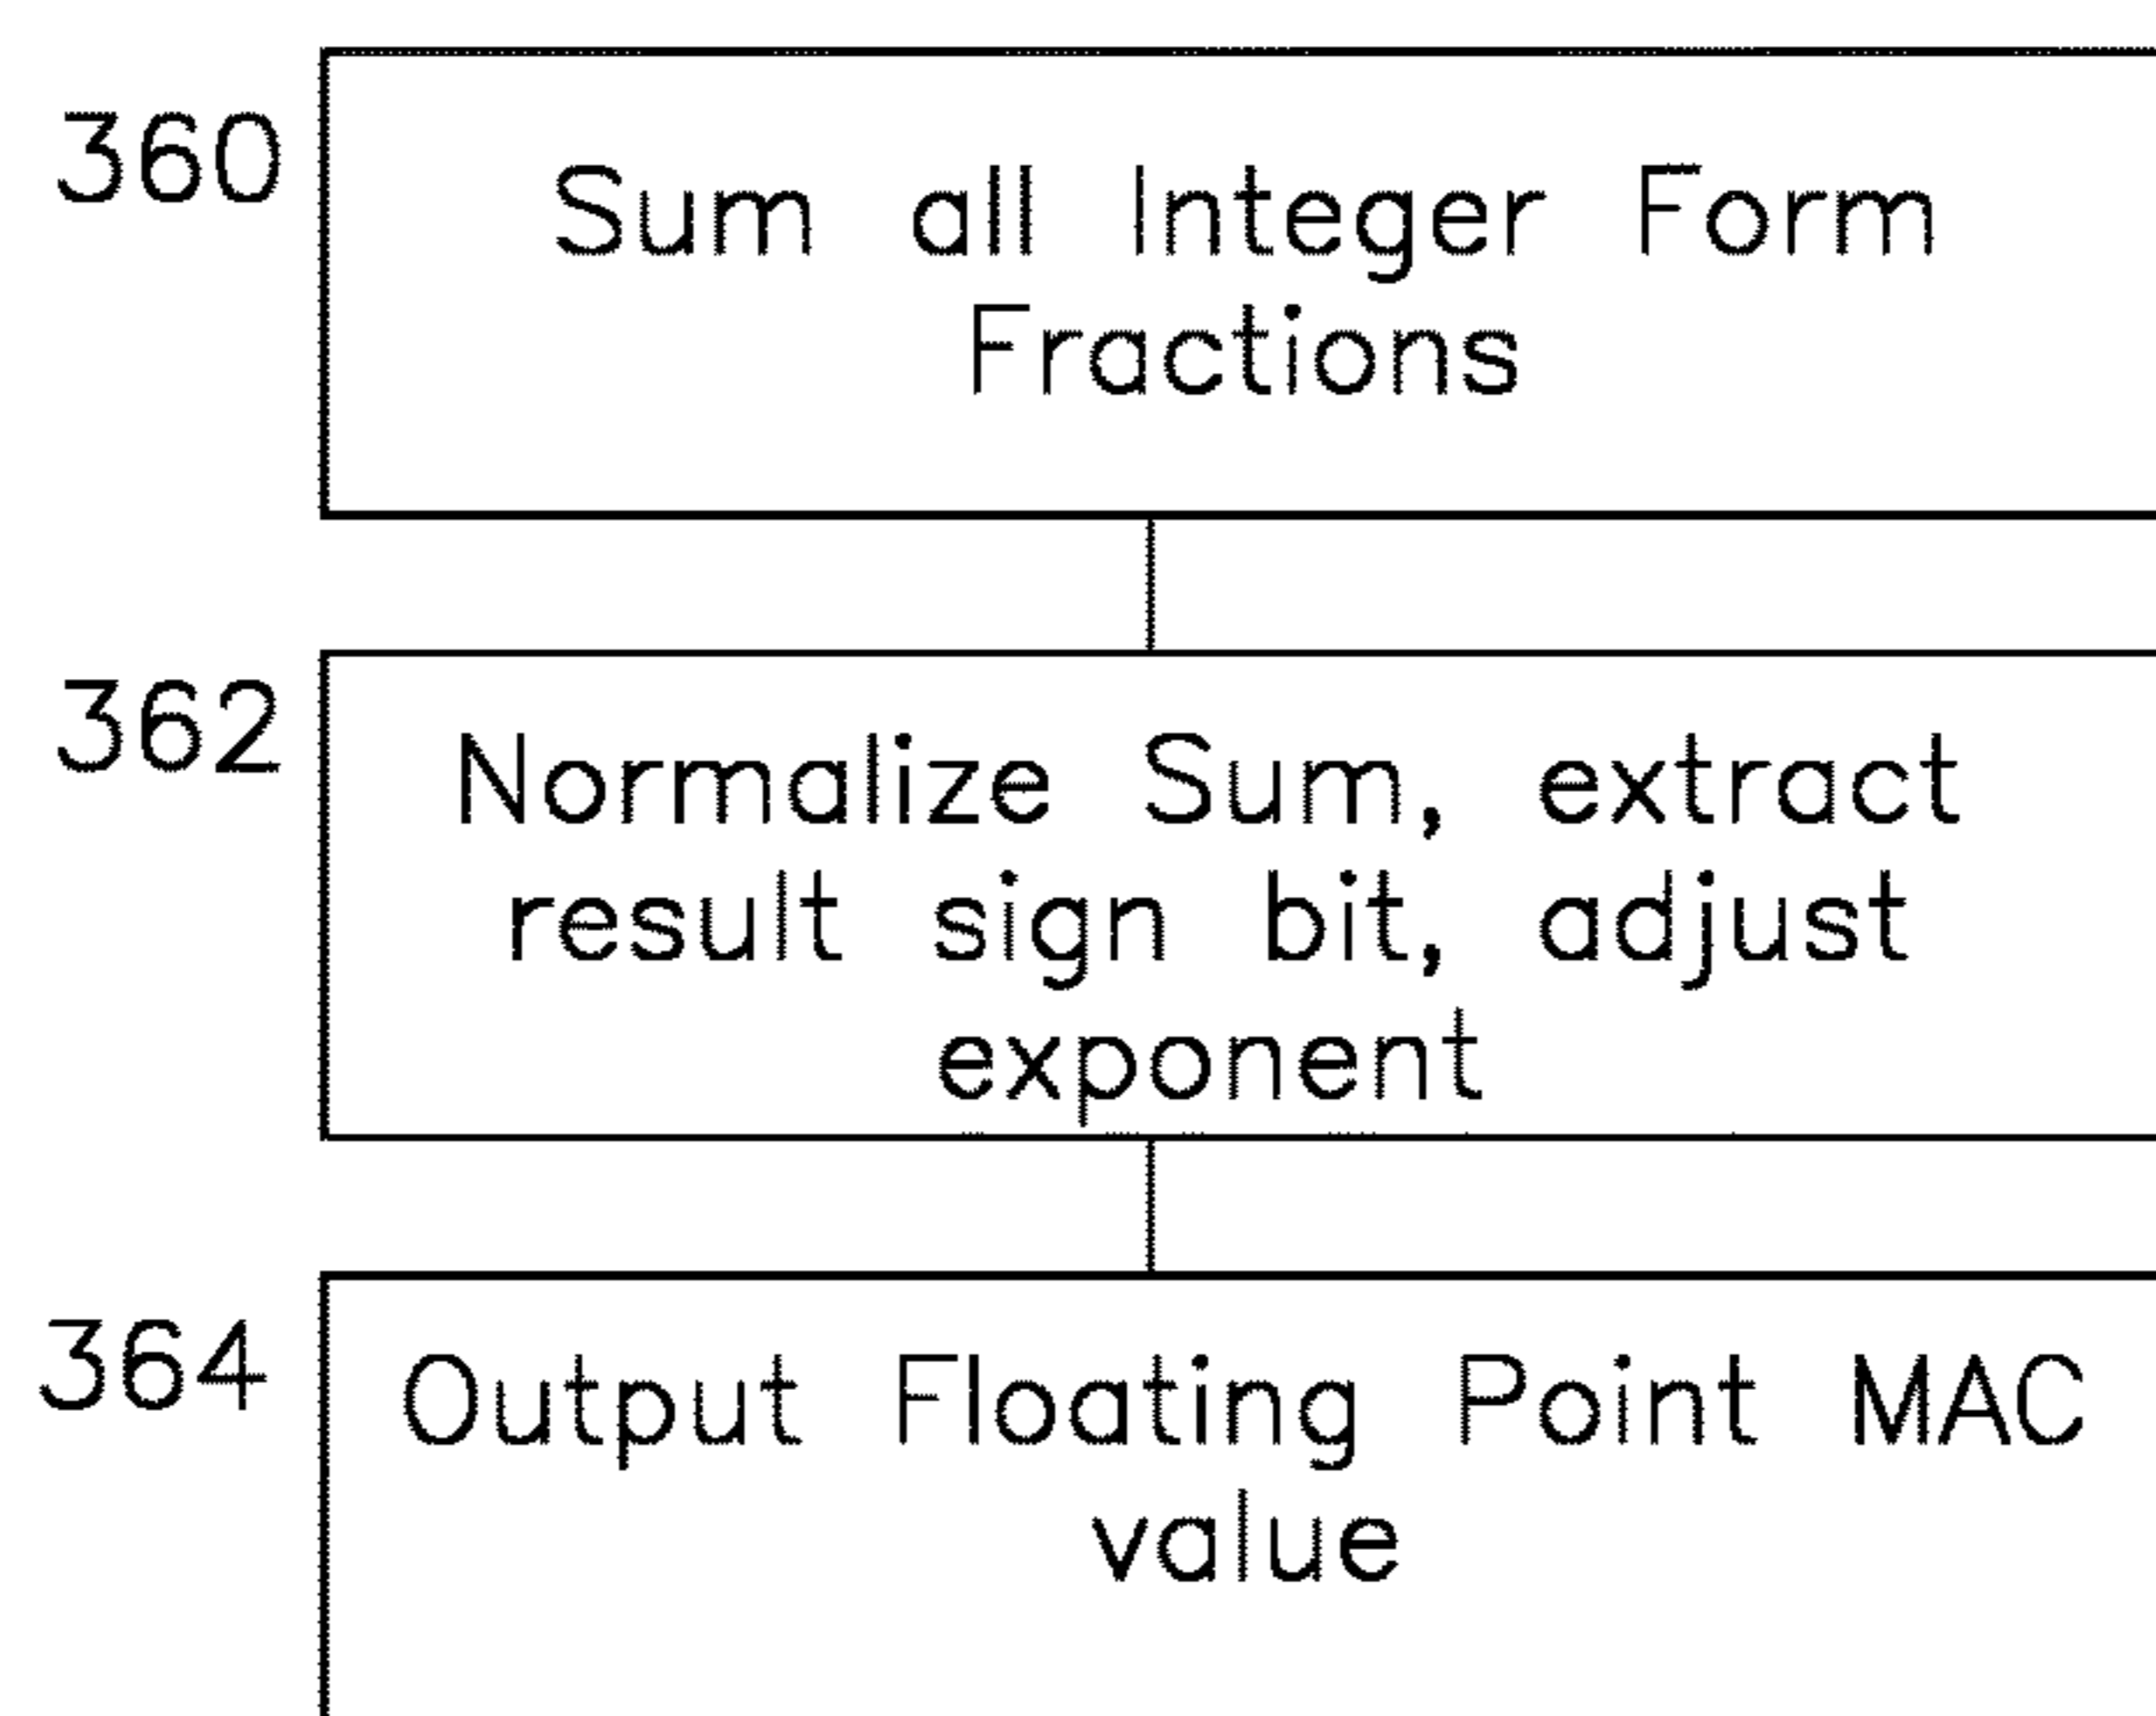 360
Sum all Integer Form
Fractions
362
Normalize Sum, extract
result sign bit, adjust
exponent
364
Output Floating Point MAC
value